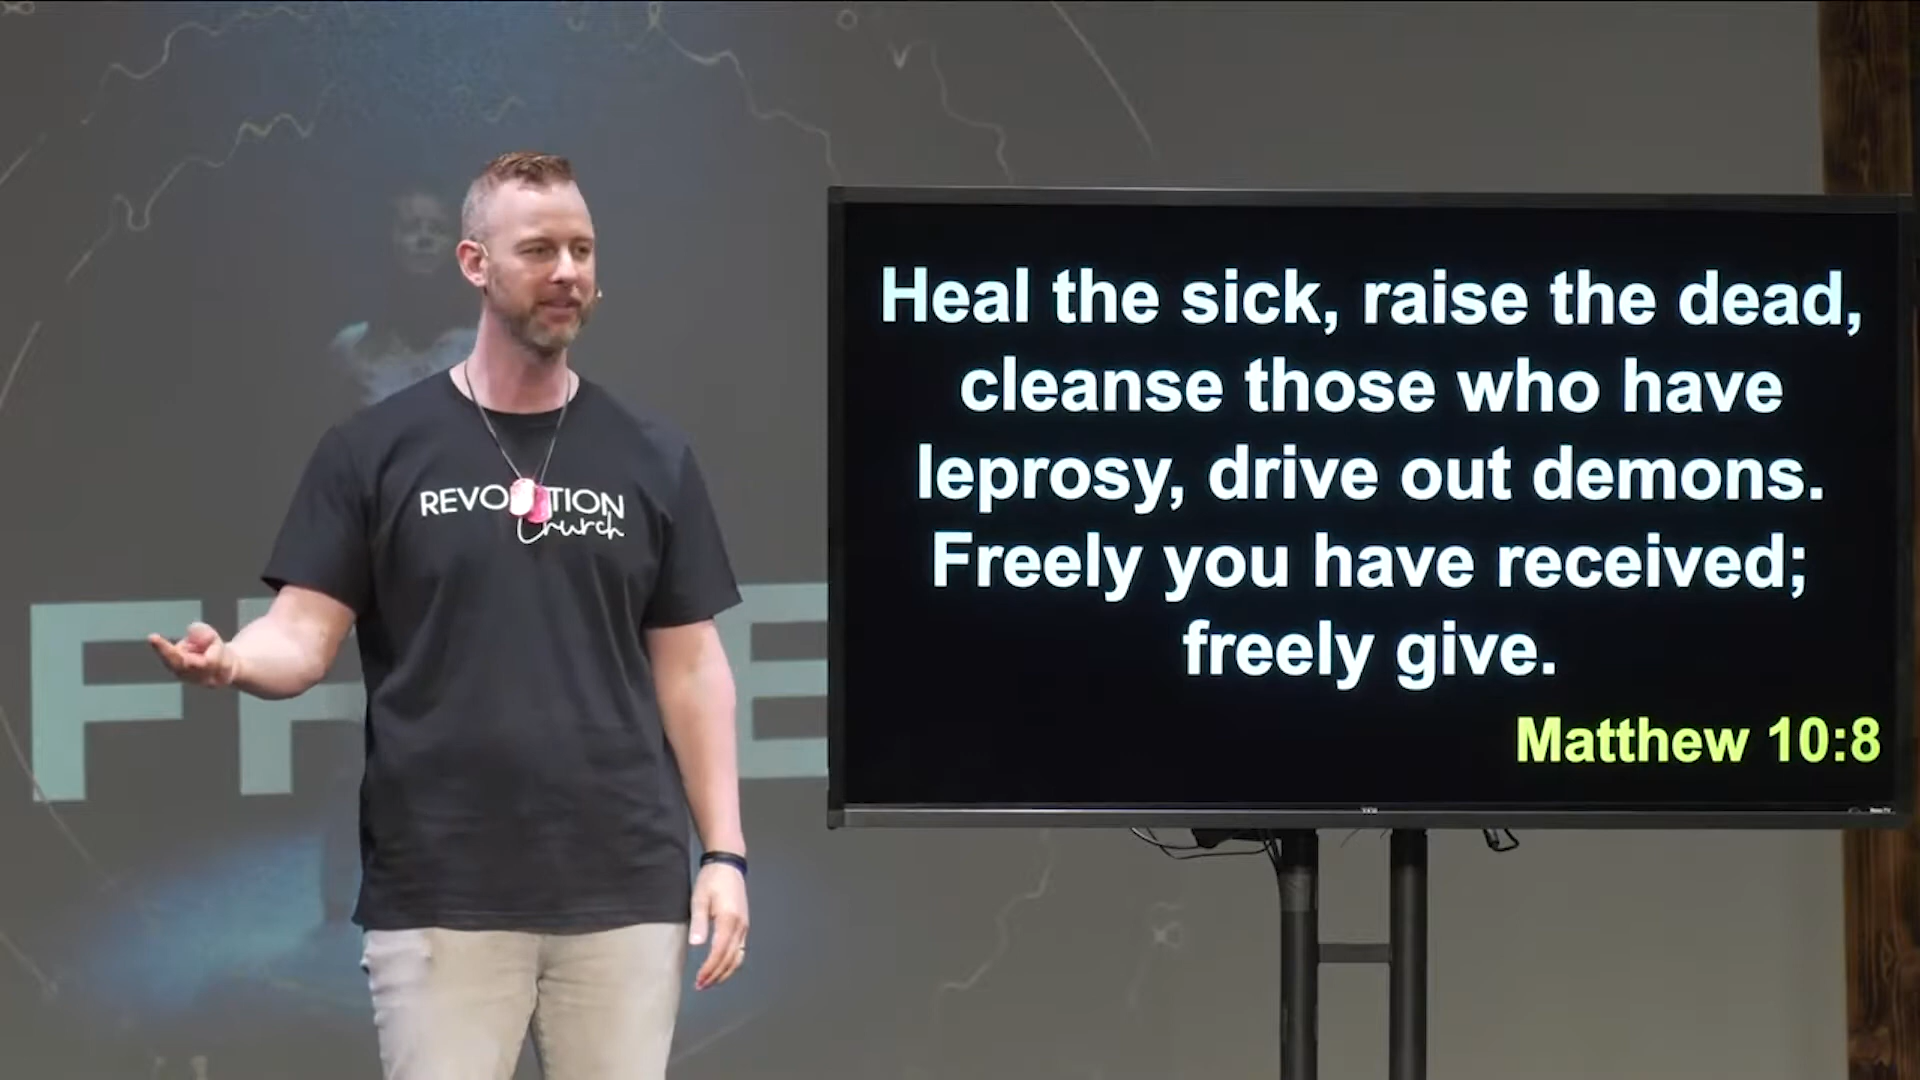 Heal the sick, raise the dead,
cleanse those who have
leprosy, drive out demons.
Freely you have received;
freely give.
Matthew 10:8
REVO TION
Church
F E